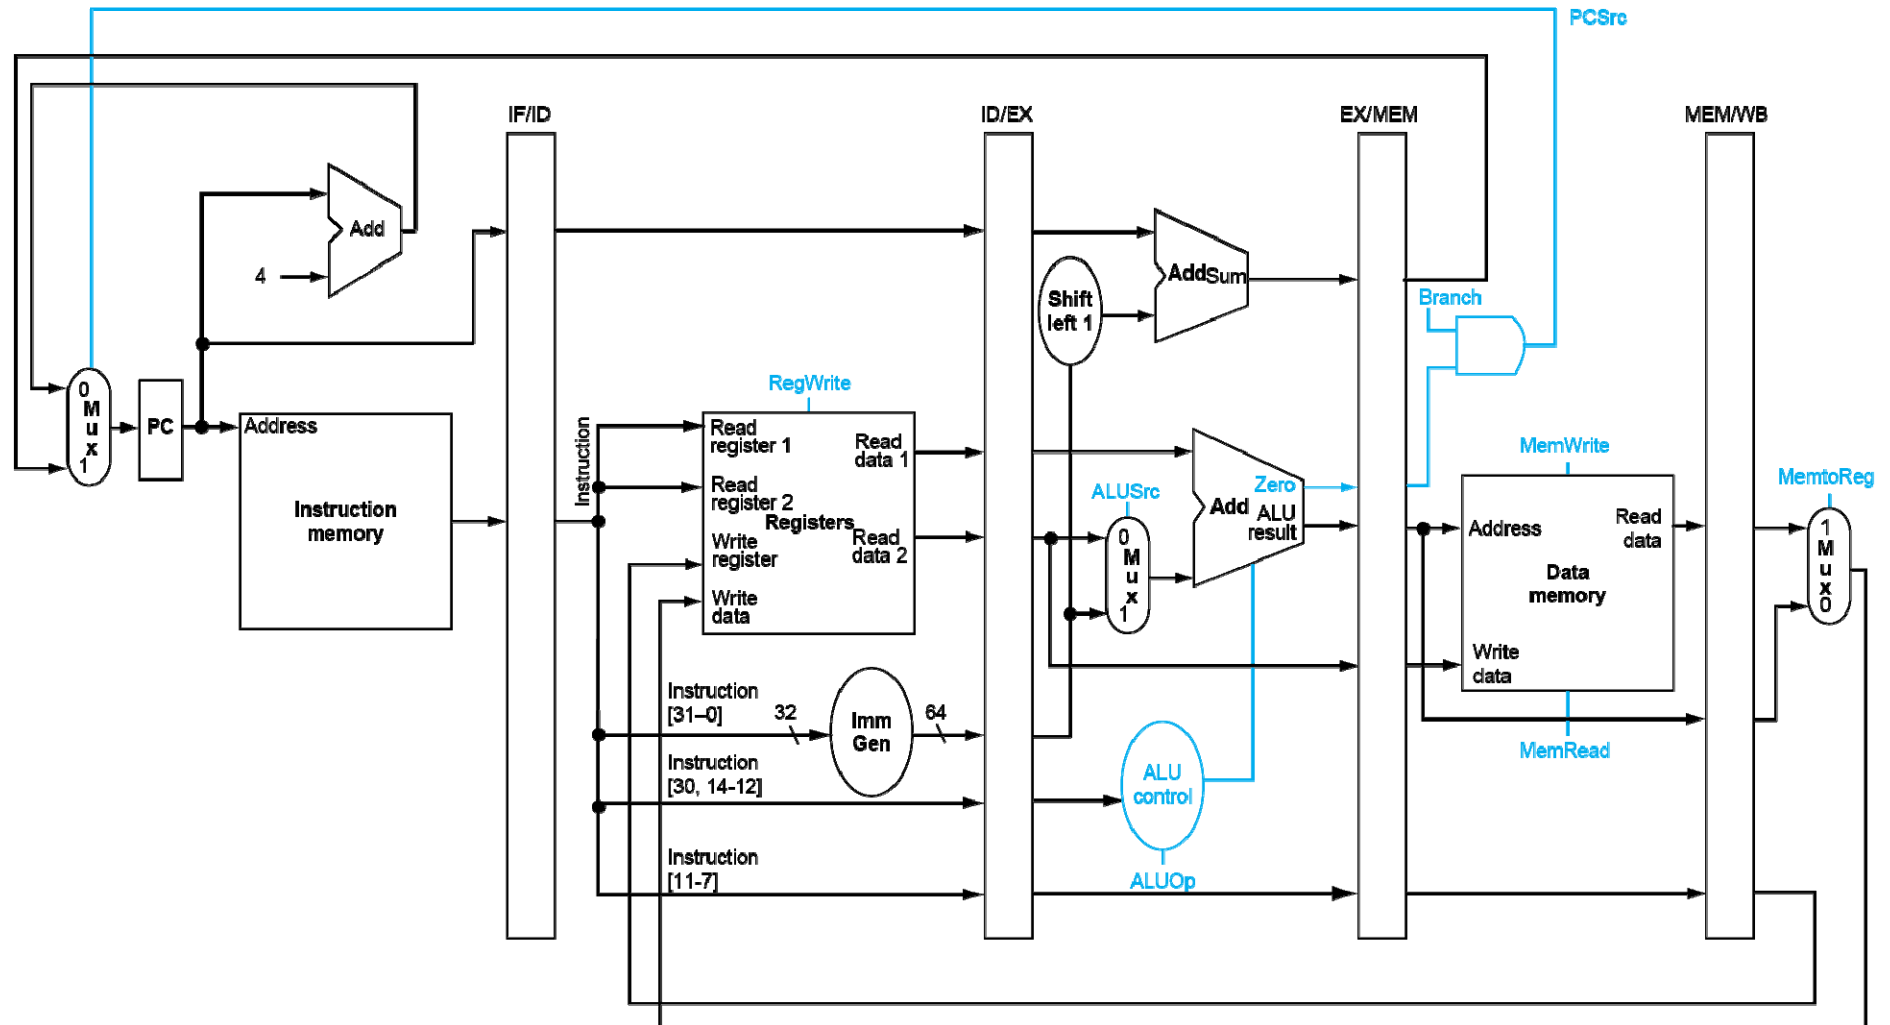 PCSrc
IF/ID
ID/EX
EX/MEM
MEM/WB
Add
4
Shift
left 1
AddSum
Branch
0
M
u
x
1
PC
Address
Instruction
memory
Instruction
RegWrite
Read
register 1
Read
register 2
Registers
Write
register
Write
data
Read
data 1
Read
data 2
ALUSrc
0
M
u
x
1
Zero
Add
ALU
result
MemWrite
Address
Read
data
Data
memory
Write
data
MemRead
MemtoReg
1
M
u
x
0
Instruction
[31–0]
32
Imm
Gen
64
Instruction
[30, 14-12]
ALU
control
Instruction
[11-7]
ALUOp